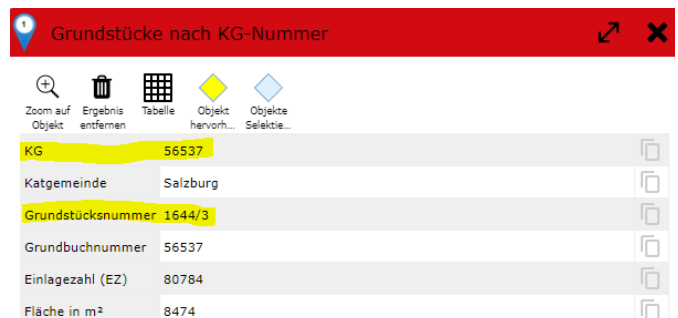 1
Grundstücke nach KG-Nummer
Zoom auf Objekt
Ergebnis entfernen
Tabelle
Objekt hervorh...
Objekte Selektie...
KG 56537
Katgemeinde Salzburg
Grundstücksnummer 1644/3
Grundbuchnummer 56537
Einlagezahl (EZ) 80784
Fläche in m² 8474